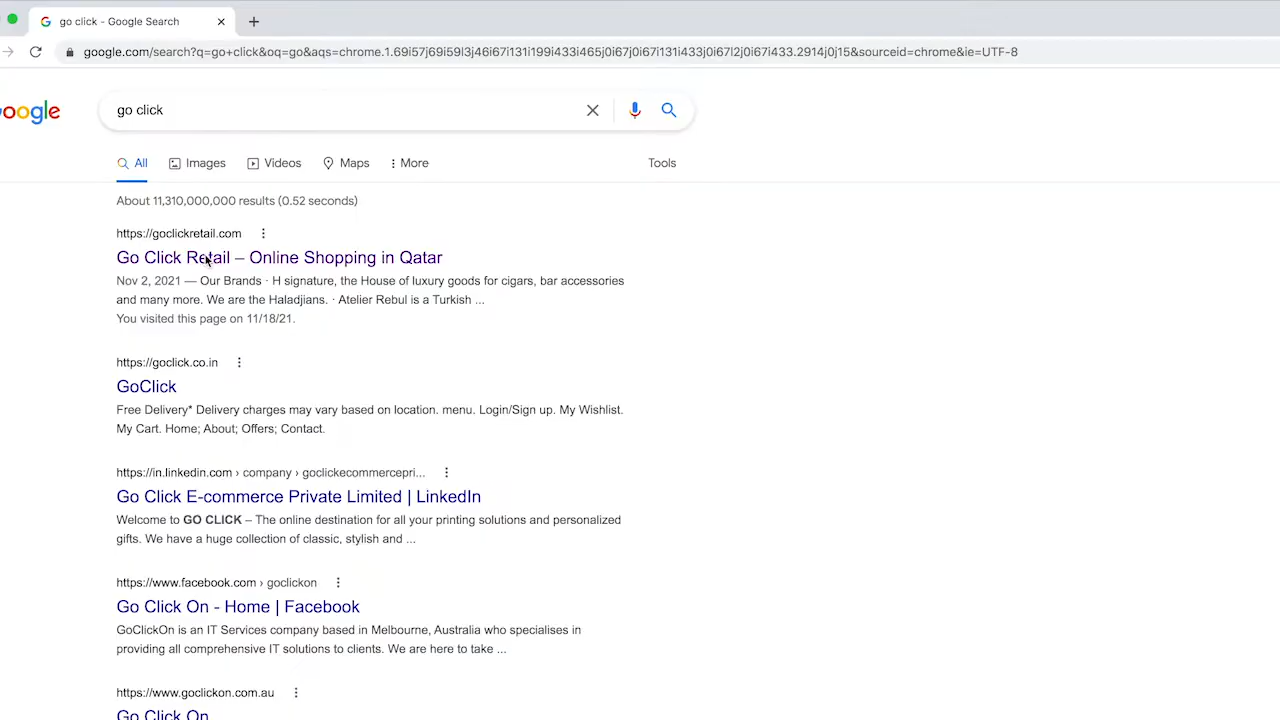 go click - Google Search
google.com/search?q=go+click&oq=go&aqs=chrome.1.69i57j69i59l3j46i67i131i199i433i465j0i67j0i67i131i433j0i67l2j0i67i433.2914j0j15&sourceid=chrome&ie=UTF-8
oogle
go click
All Images Videos Maps More Tools
About 11,310,000,000 results (0.52 seconds)
https://goclickretail.com
Go Click Retail – Online Shopping in Qatar
Nov 2, 2021 — Our Brands · H signature, the House of luxury goods for cigars, bar accessories
and many more. We are the Haladjians. · Atelier Rebul is a Turkish ...
You visited this page on 11/18/21.
https://goclick.co.in
GoClick
Free Delivery* Delivery charges may vary based on location. menu. Login/Sign up. My Wishlist.
My Cart. Home; About; Offers; Contact.
https://in.linkedin.com › company › goclickecommercepri...
Go Click E-commerce Private Limited | LinkedIn
Welcome to GO CLICK – The online destination for all your printing solutions and personalized
gifts. We have a huge collection of classic, stylish and ...
https://www.facebook.com › goclickon
Go Click On - Home | Facebook
GoClickOn is an IT Services company based in Melbourne, Australia who specialises in
providing all comprehensive IT solutions to clients. We are here to take ...
https://www.goclickon.com.au
Go Click On